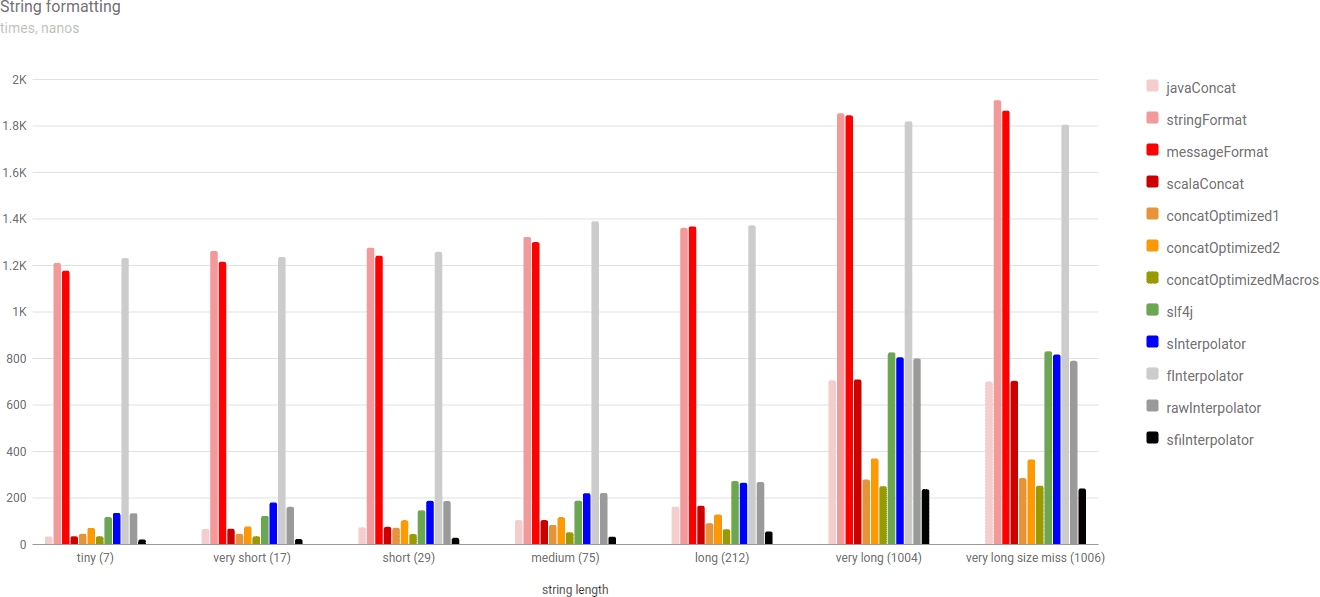 String formatting
times, nanos
2K
1.8K
1.6K
1.4K
1.2K
1K
800
600
400
200
0
tiny (7) very short (17) short (29) medium (75) long (212) very long (1004) very long size miss (1006)
string length
javaConcat
stringFormat
messageFormat
scalaConcat
concatOptimized1
concatOptimized2
concatOptimizedMacros
slf4j
sInterpolator
fInterpolator
rawInterpolator
sfiInterpolator